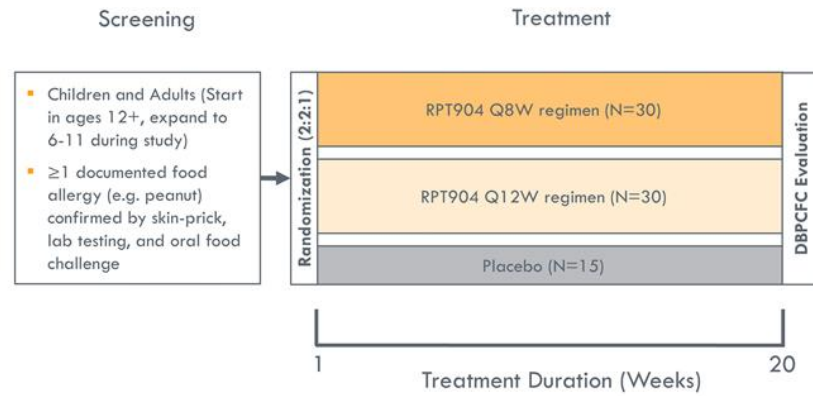 Screening
Treatment
▪ Children and Adults (Start
in ages 12+, expand to
6-11 during study)
▪ ≥1 documented food
allergy (e.g. peanut)
confirmed by skin-prick,
lab testing, and oral food
challenge
Randomization (2:2:1)
RPT904 Q8W regimen (N=30)
RPT904 Q12W regimen (N=30)
Placebo (N=15)
DBPCFC Evaluation
1
20
Treatment Duration (Weeks)